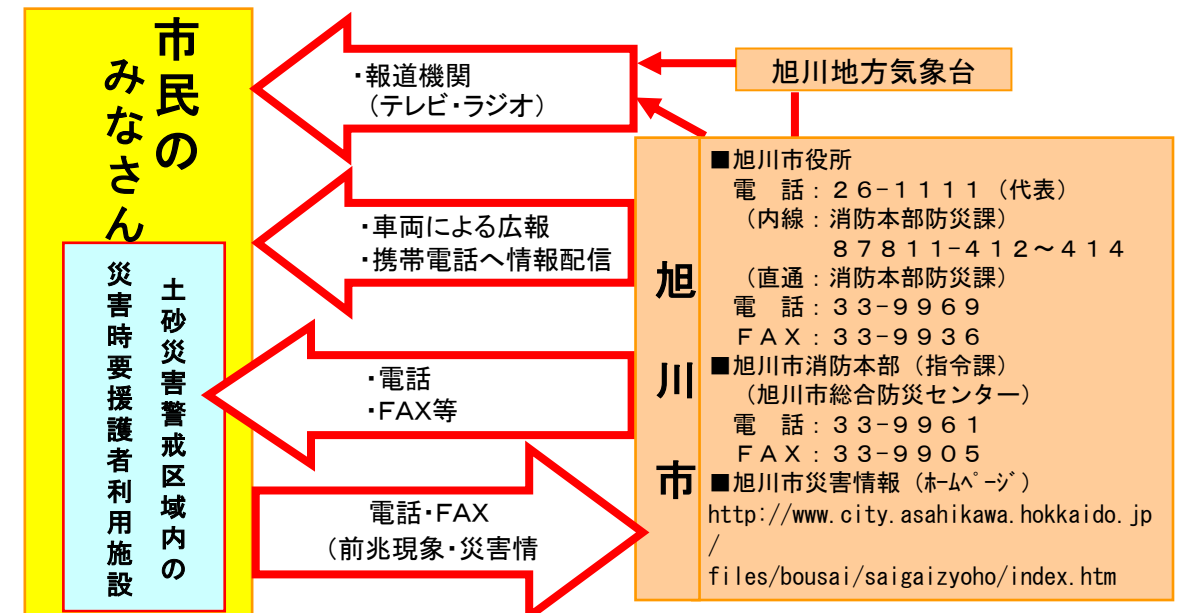 市民の
みなさん
土砂災害警戒区域内の
災害時要援護者利用施設
・報道機関
（テレビ・ラジオ）
・車両による広報
・携帯電話へ情報配信
・電話
・FAX等
電話・FAX
（前兆現象・災害情
旭川地方気象台
旭川市
■旭川市役所
電　話：２６－１１１１（代表）
（内線：消防本部防災課）
８７８１１－４１２～４１４
（直通：消防本部防災課）
電　話：３３－９９６９
ＦＡＸ：３３－９９３６
■旭川市消防本部（指令課）
（旭川市総合防災センター）
電　話：３３－９９６１
ＦＡＸ：３３－９９０５
■旭川市災害情報（ﾎｰﾑﾍﾟｰｼﾞ）
http://www.city.asahikawa.hokkaido.jp
/
files/bousai/saigaizyoho/index.htm